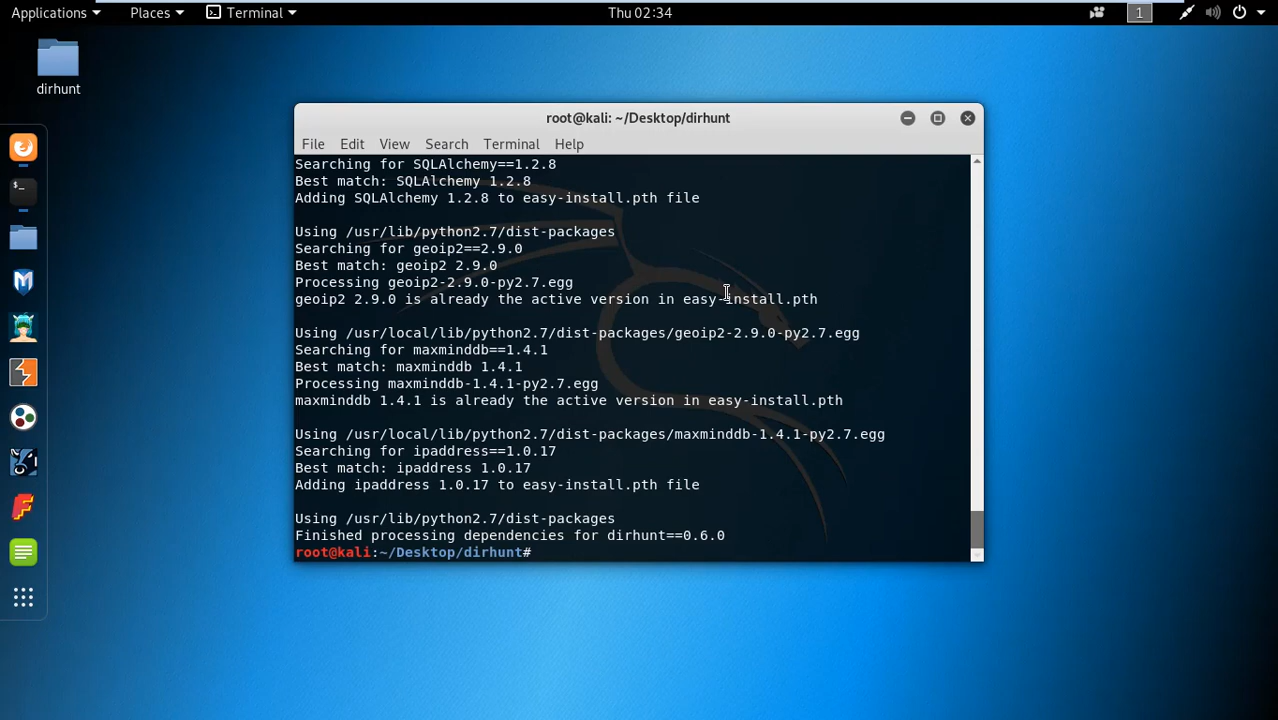 Applications Places Terminal Thu 02:34 1
dirhunt
root@kali: ~/Desktop/dirhunt
File Edit View Search Terminal Help
Searching for SQLAlchemy==1.2.8
Best match: SQLAlchemy 1.2.8
Adding SQLAlchemy 1.2.8 to easy-install.pth file
Using /usr/lib/python2.7/dist-packages
Searching for geoip2==2.9.0
Best match: geoip2 2.9.0
Processing geoip2-2.9.0-py2.7.egg
geoip2 2.9.0 is already the active version in easy-install.pth
Using /usr/local/lib/python2.7/dist-packages/geoip2-2.9.0-py2.7.egg
Searching for maxminddb==1.4.1
Best match: maxminddb 1.4.1
Processing maxminddb-1.4.1-py2.7.egg
maxminddb 1.4.1 is already the active version in easy-install.pth
Using /usr/local/lib/python2.7/dist-packages/maxminddb-1.4.1-py2.7.egg
Searching for ipaddress==1.0.17
Best match: ipaddress 1.0.17
Adding ipaddress 1.0.17 to easy-install.pth file
Using /usr/lib/python2.7/dist-packages
Finished processing dependencies for dirhunt==0.6.0
root@kali:~/Desktop/dirhunt#